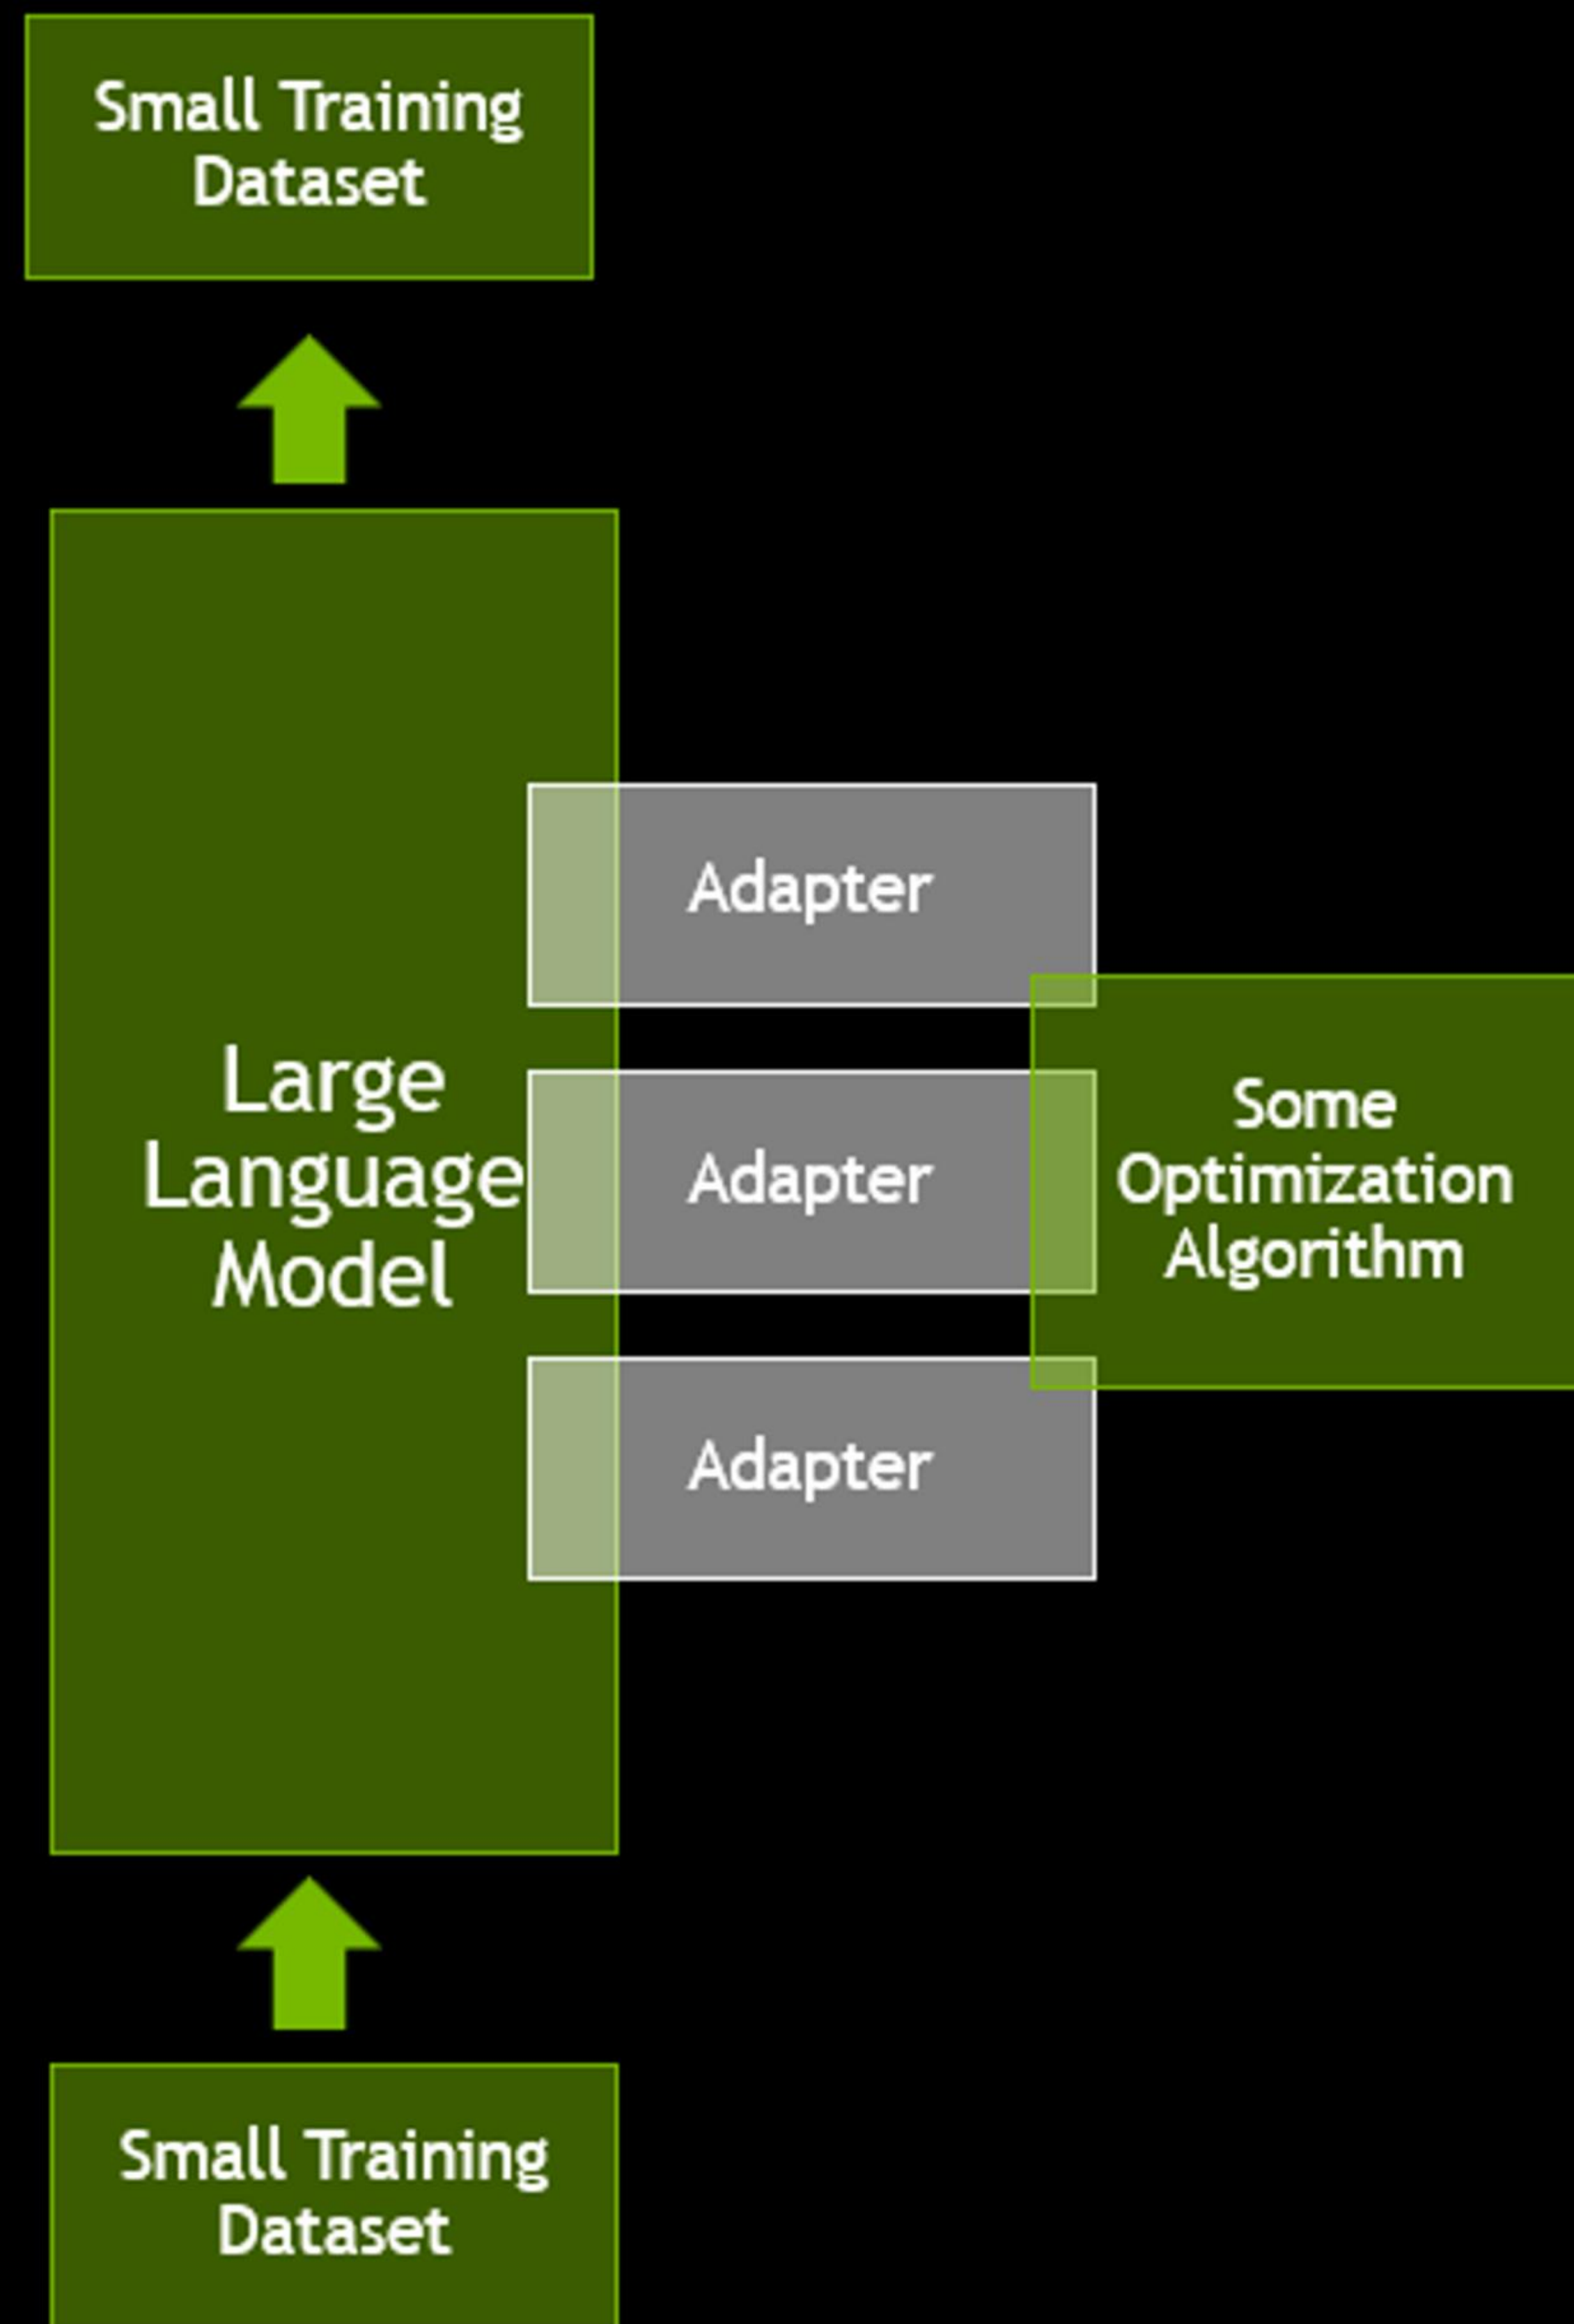 Small Training
Dataset
Large
Language
Model
Adapter
Adapter
Adapter
Some
Optimization
Algorithm
Small Training
Dataset